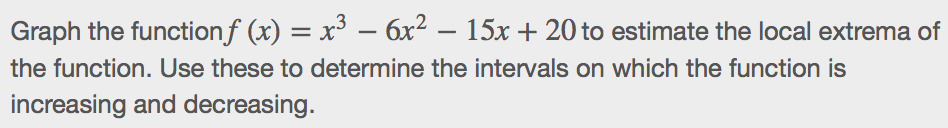 Graph the function f (x) = x³ − 6x² − 15x + 20 to estimate the local extrema of
the function. Use these to determine the intervals on which the function is
increasing and decreasing.